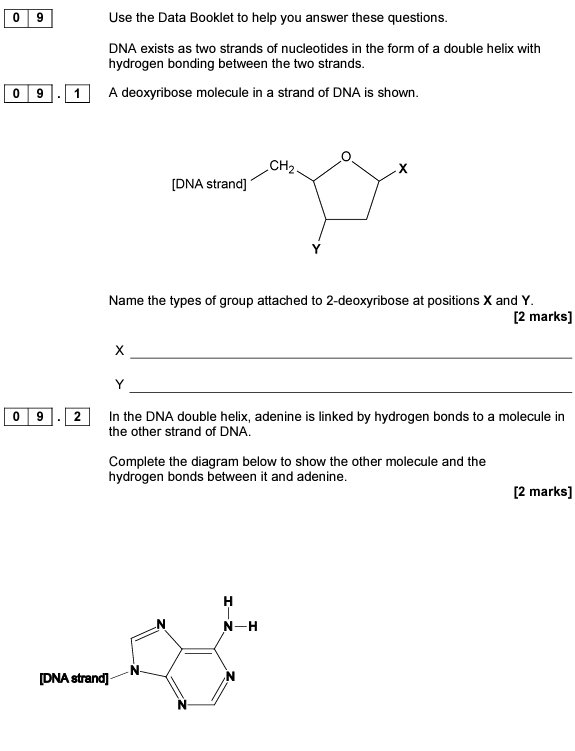 0 9 Use the Data Booklet to help you answer these questions.
DNA exists as two strands of nucleotides in the form of a double helix with
hydrogen bonding between the two strands.
0 9 . 1 A deoxyribose molecule in a strand of DNA is shown.
O
CH2
X
[DNA strand]
Y
Name the types of group attached to 2-deoxyribose at positions X and Y.
[2 marks]
X
Y
0 9 . 2 In the DNA double helix, adenine is linked by hydrogen bonds to a molecule in
the other strand of DNA.
Complete the diagram below to show the other molecule and the
hydrogen bonds between it and adenine.
[2 marks]
H
N N–H
[DNA strand] N N
N